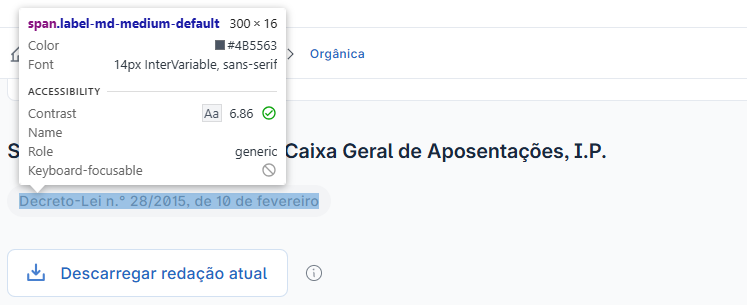 span.label-md-medium-default 300 × 16
Color #4B5563
Font 14px InterVariable, sans-serif
ACCESSIBILITY
Contrast Aa 6.86
Name
Role generic
Keyboard-focusable
Orgânica
S Caixa Geral de Aposentações, I.P.
Decreto-Lei n.° 28/2015, de 10 de fevereiro
Descarregar redação atual